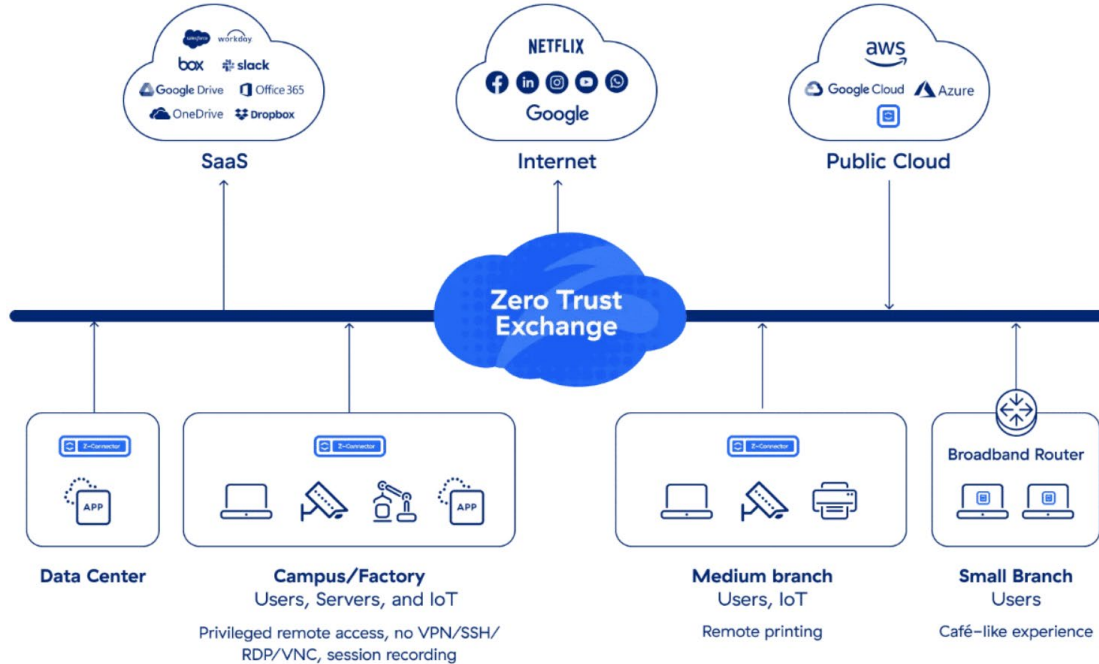 salesforce workday
box slack
Google Drive Office 365
OneDrive Dropbox
SaaS
NETFLIX
in
Google
Internet
aws
Google Cloud Azure
Public Cloud
Zero Trust
Exchange
Z-Connector
APP
Data Center
Z-Connector
APP
Campus/Factory
Users, Servers, and IoT
Privileged remote access, no VPN/SSH/
RDP/VNC, session recording
Z-Connector
Medium branch
Users, IoT
Remote printing
Broadband Router
Small Branch
Users
Café-like experience